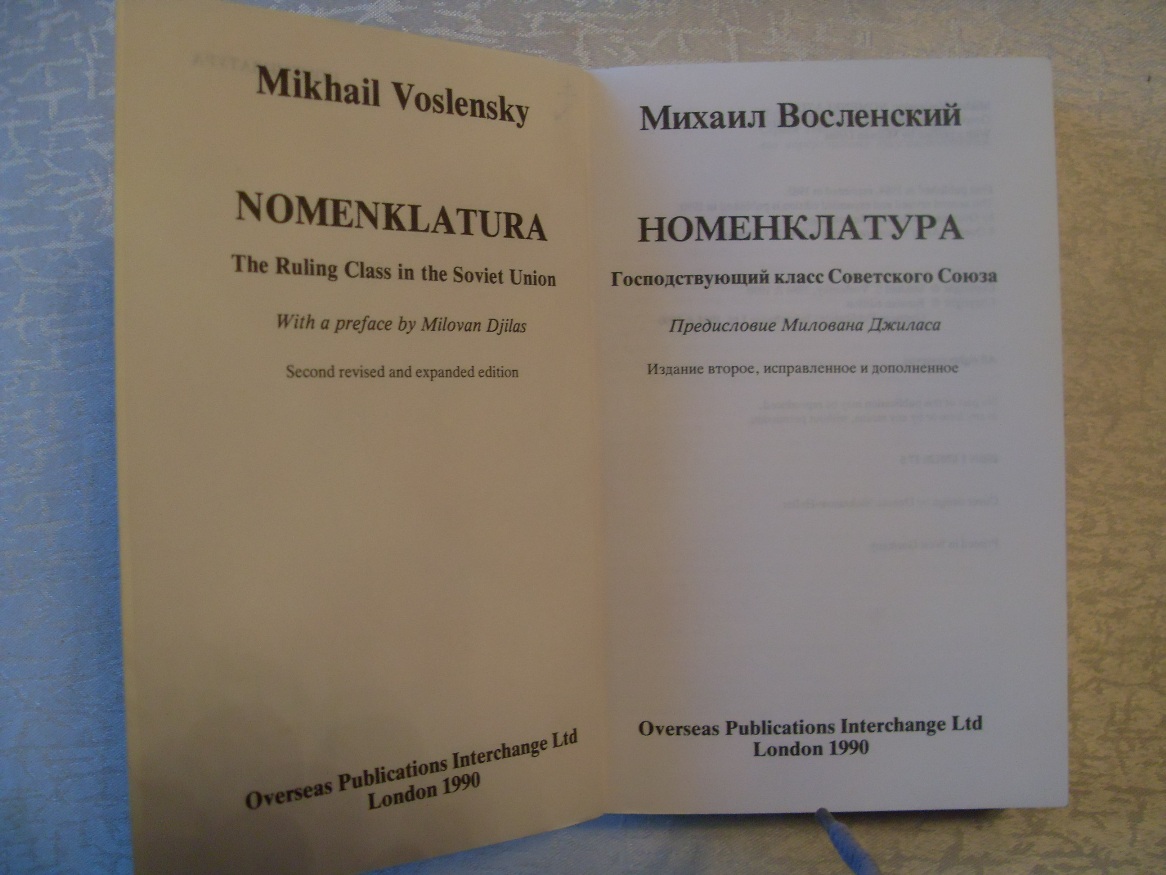 Mikhail Voslensky
NOMENKLATURA
The Ruling Class in the Soviet Union
With a preface by Milovan Djilas
Second revised and expanded edition
Overseas Publications Interchange Ltd
London 1990
Михаил Восленский
НОМЕНКЛАТУРА
Господствующий класс Советского Союза
Предисловие Милована Джиласа
Издание второе, исправленное и дополненное
Overseas Publications Interchange Ltd
London 1990